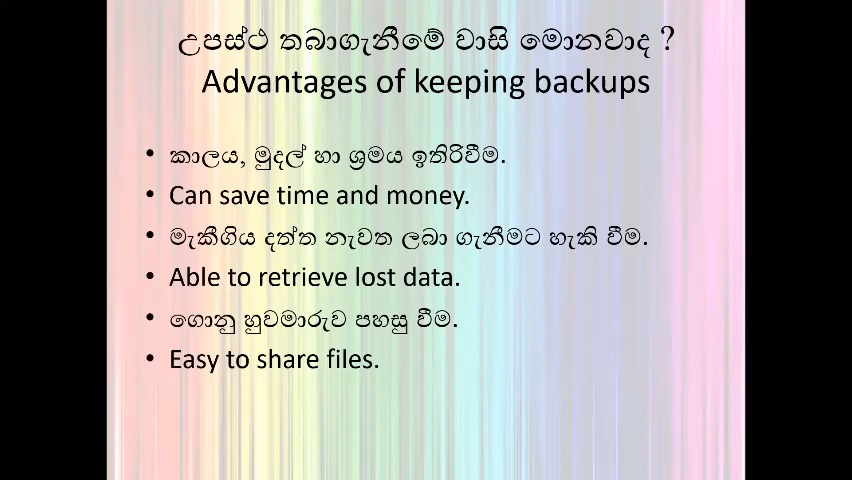 උපස්ථ තබාගැනීමේ වාසි මොනවාද ?
Advantages of keeping backups
• කාලය, මුදල් හා ශ්‍රමය ඉතිරිවීම.
• Can save time and money.
• මැකීගිය දත්ත නැවත ලබා ගැනීමට හැකි වීම.
• Able to retrieve lost data.
• ගොනු හුවමාරුව පහසු වීම.
• Easy to share files.